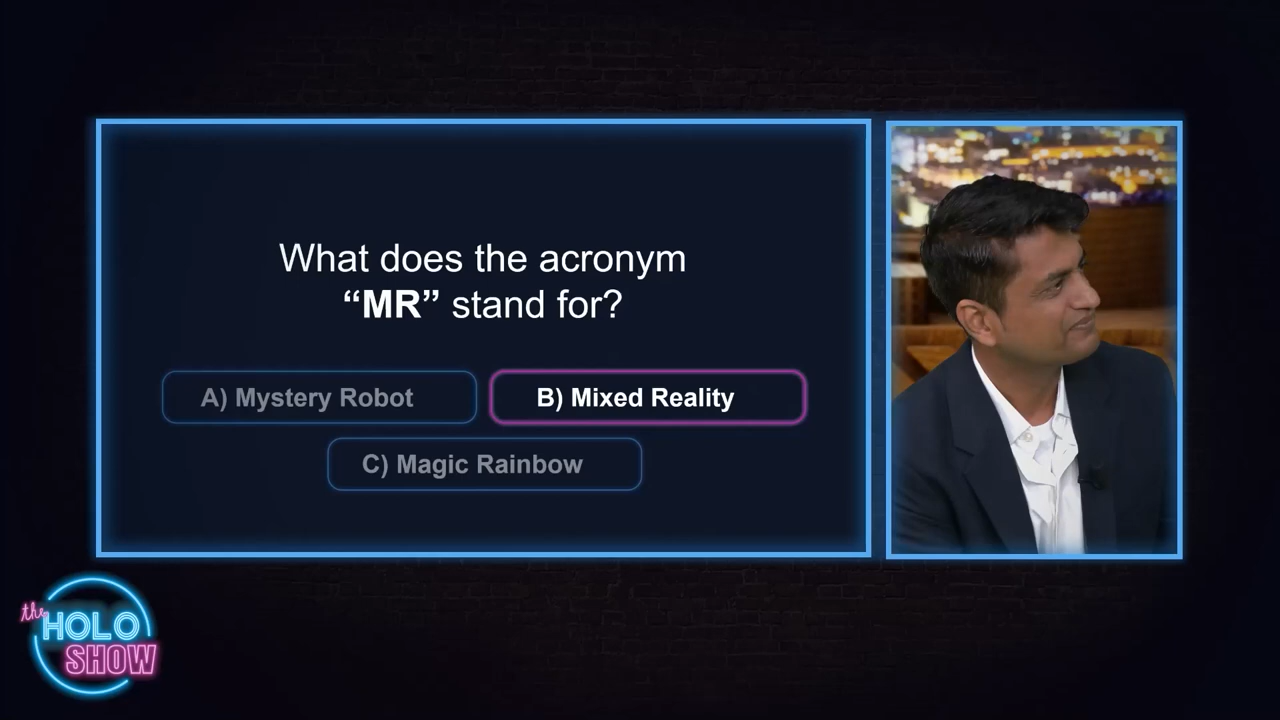 What does the acronym
“MR” stand for?
A) Mystery Robot
B) Mixed Reality
C) Magic Rainbow
the
HOLO
SHOW